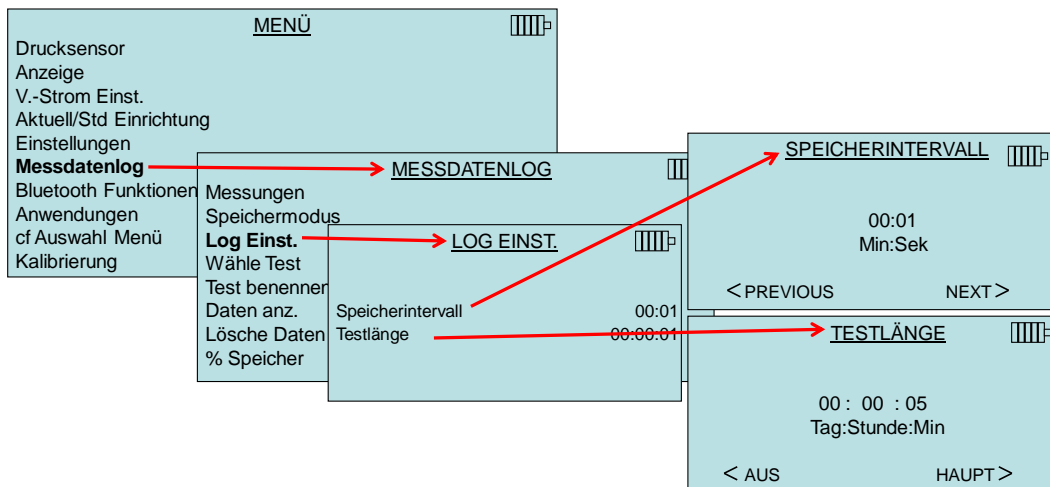 MENÜ
Drucksensor
Anzeige
V.-Strom Einst.
Aktuell/Std Einrichtung
Einstellungen
Messdatenlog
Bluetooth Funktionen
Anwendungen
cf Auswahl Menü
Kalibrierung
MESSDATENLOG
Messungen
Speichermodus
Log Einst.
Wähle Test
Test benennen
Daten anz.
Lösche Daten
% Speicher
LOG EINST.
Speicherintervall 00:01
Testlänge 00:00:01
SPEICHERINTERVALL
00:01
Min:Sek
<PREVIOUS NEXT>
TESTLÄNGE
00 : 00 : 05
Tag:Stunde:Min
< AUS HAUPT>